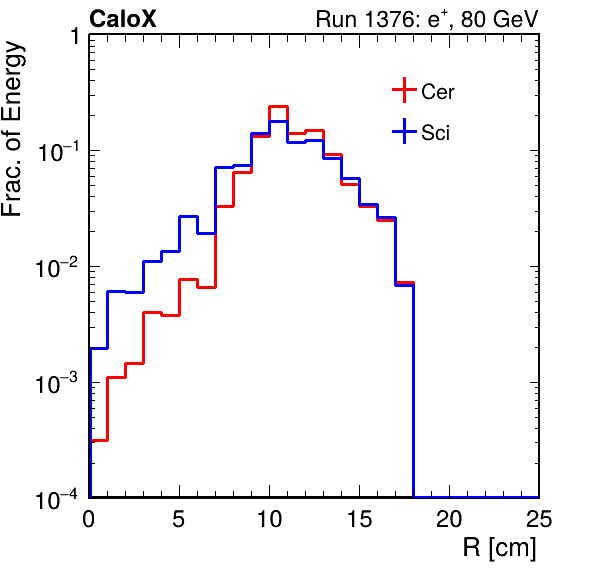 CaloX Run 1376: e⁺, 80 GeV
Frac. of Energy
1
10⁻¹
10⁻²
10⁻³
10⁻⁴
Cer
Sci
0 5 10 15 20 25
R [cm]